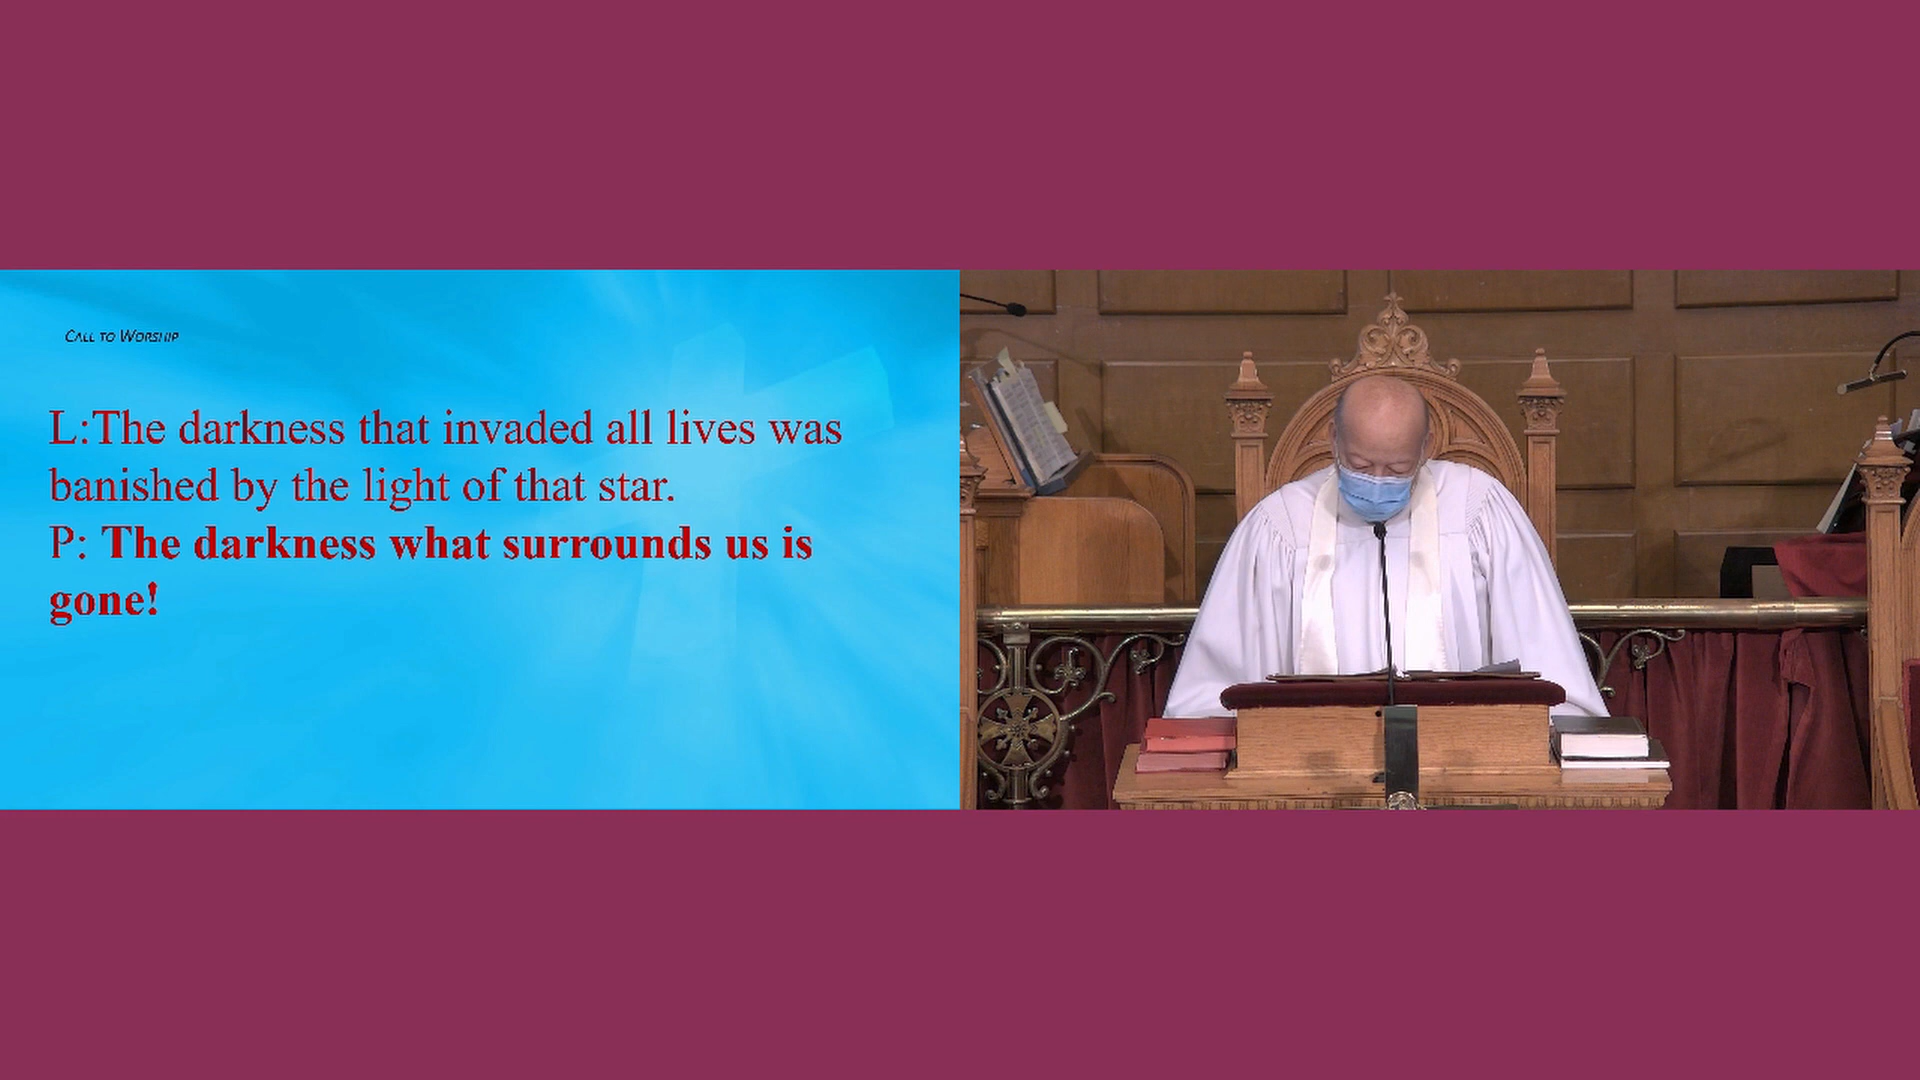 CALL TO WORSHIP
L:The darkness that invaded all lives was
banished by the light of that star.
P: The darkness what surrounds us is
gone!